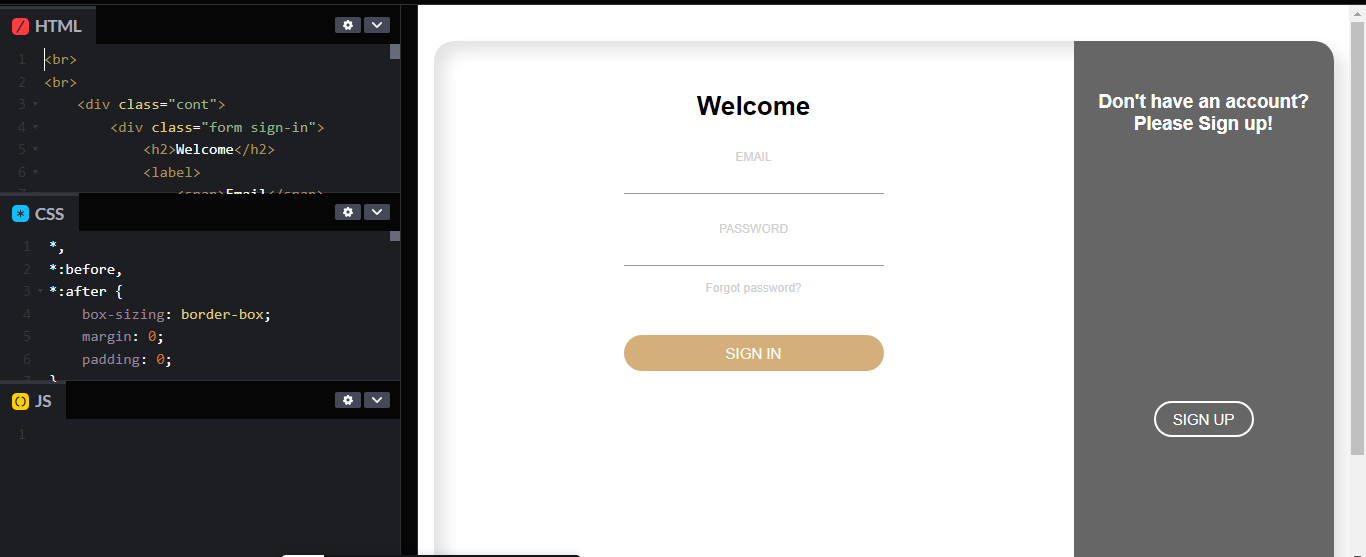 HTML
1 <br>
2 <br>
3 <div class="cont">
4 <div class="form sign-in">
5 <h2>Welcome</h2>
6 <label>
7 <span>Email</span>
CSS
1 *,
2 *:before,
3 *:after {
4 box-sizing: border-box;
5 margin: 0;
6 padding: 0;
7 }
JS
1
Welcome
EMAIL
PASSWORD
Forgot password?
SIGN IN
Don't have an account?
Please Sign up!
SIGN UP